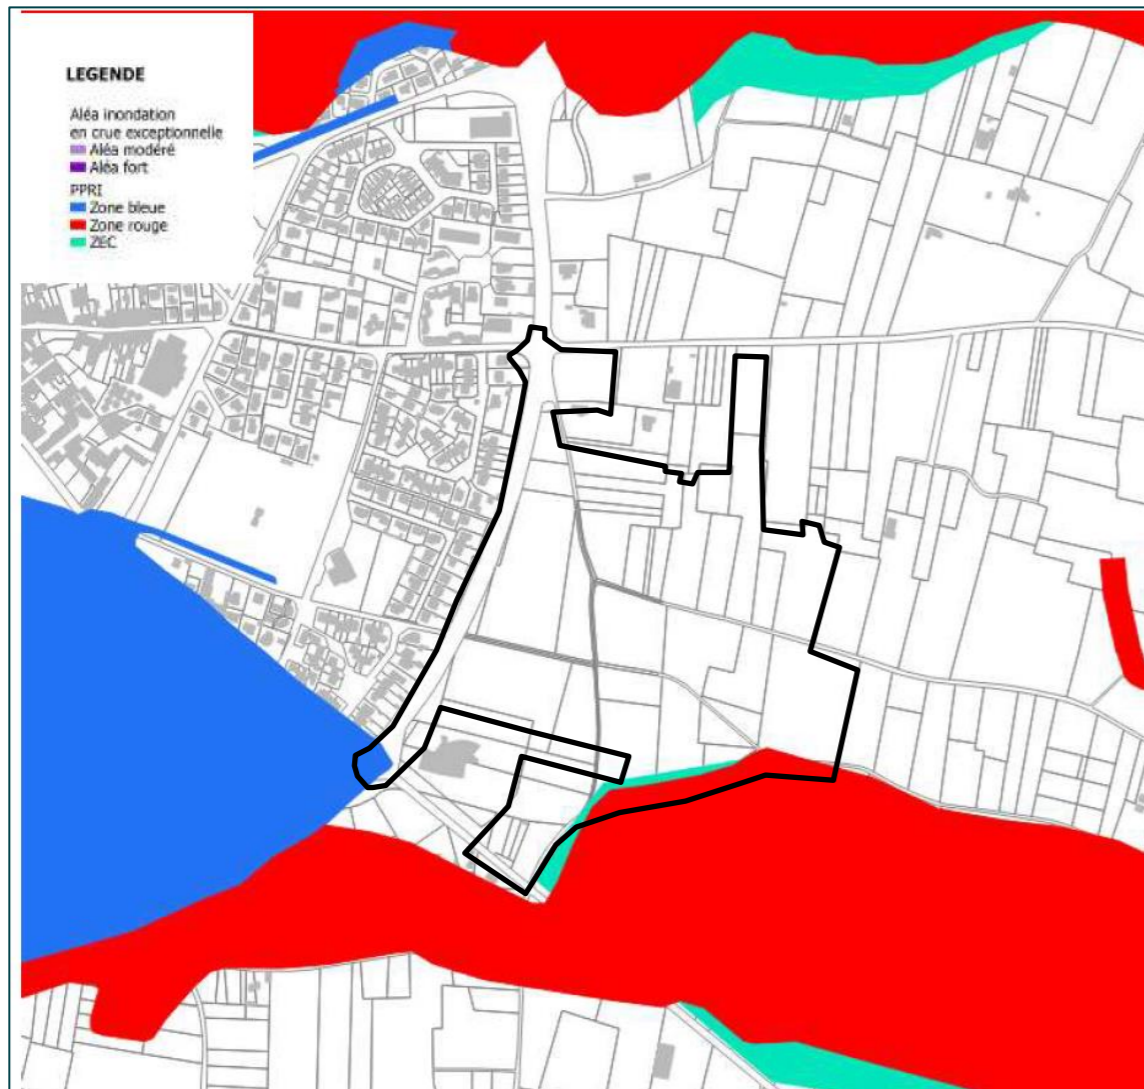 LEGENDE
Aléa inondation
en crue exceptionnelle
Aléa modéré
Aléa fort
PPRI
Zone bleue
Zone rouge
ZEC